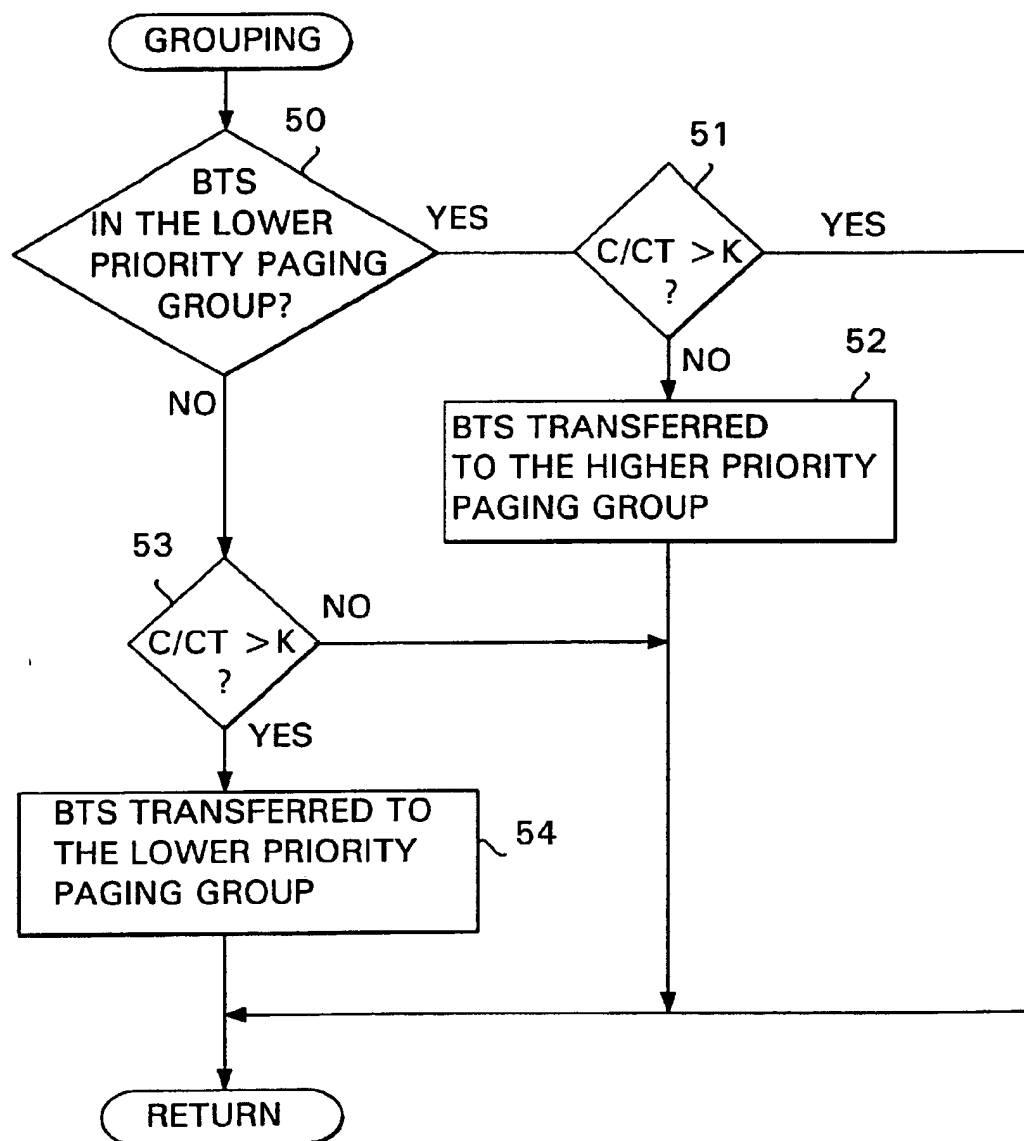 GROUPING
50
BTS
IN THE LOWER
PRIORITY PAGING
GROUP?
YES
NO
51
C/CT >K
?
YES
NO
52
BTS TRANSFERRED
TO THE HIGHER PRIORITY
PAGING GROUP
53
C/CT >K
?
NO
YES
BTS TRANSFERRED TO
THE LOWER PRIORITY
PAGING GROUP
54
RETURN